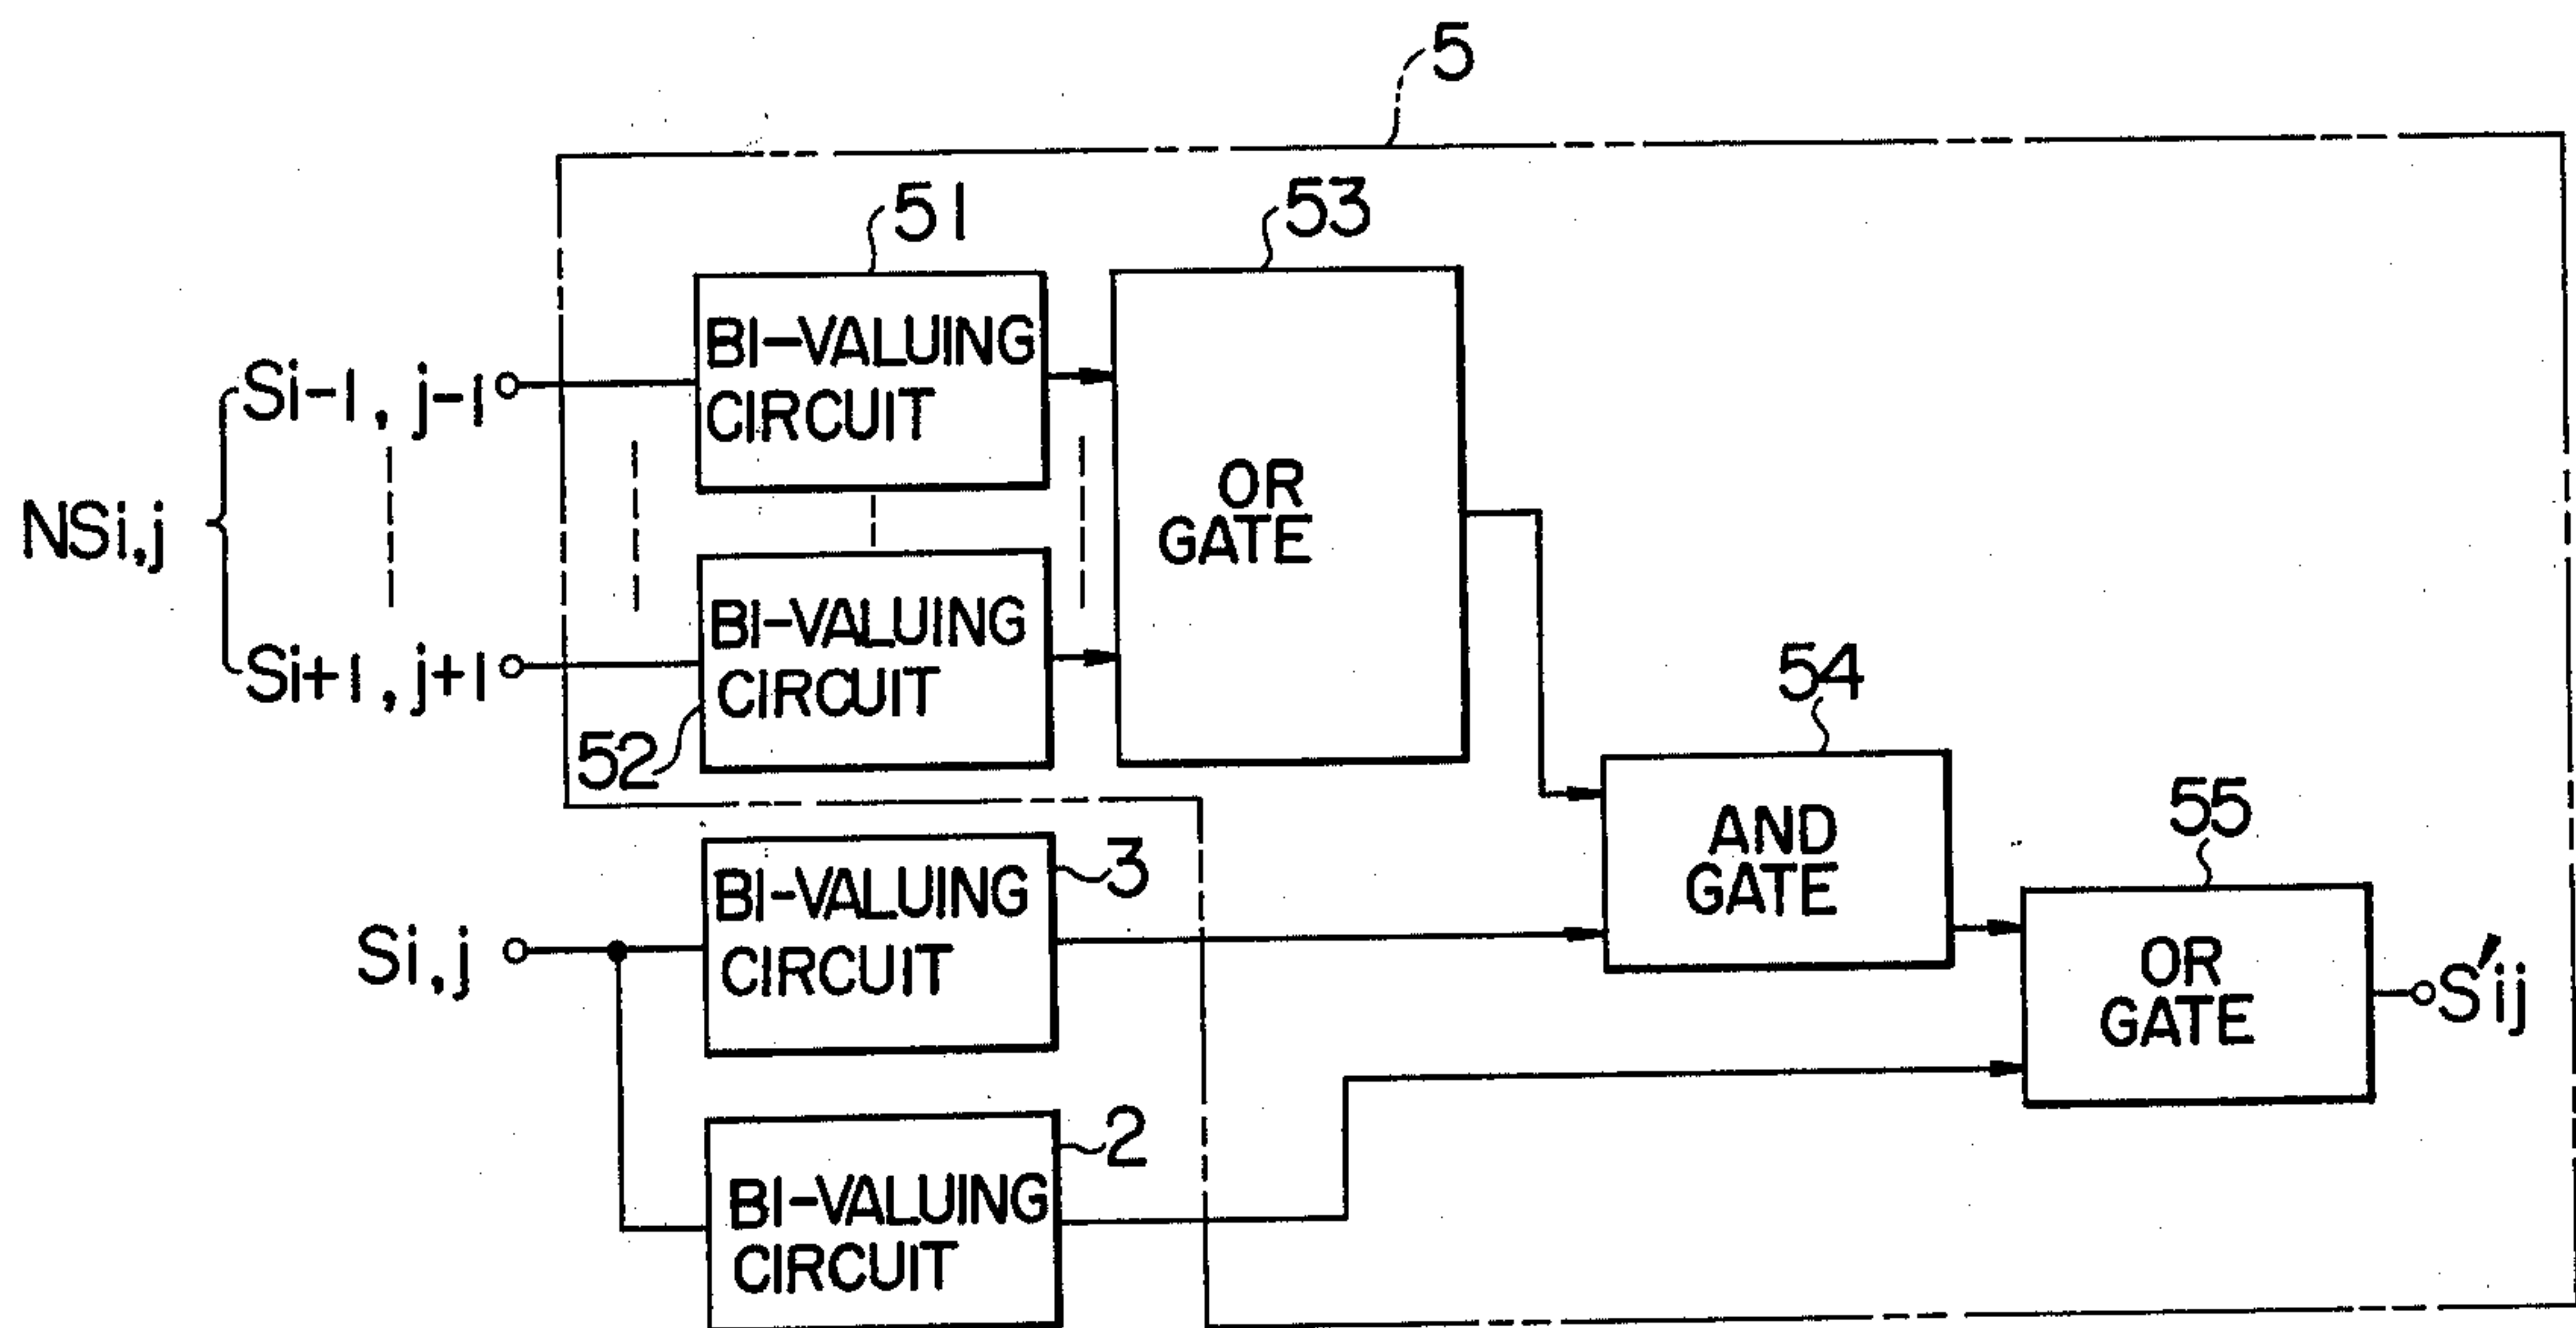 5
51
53
BI-VALUING
CIRCUIT
Si-1, j-1
OR
GATE
NSi,j
BI-VALUING
CIRCUIT
Si+1, j+1
52
54
AND
GATE
55
3
BI-VALUING
CIRCUIT
Si,j
OR
GATE
S'ij
2
BI-VALUING
CIRCUIT